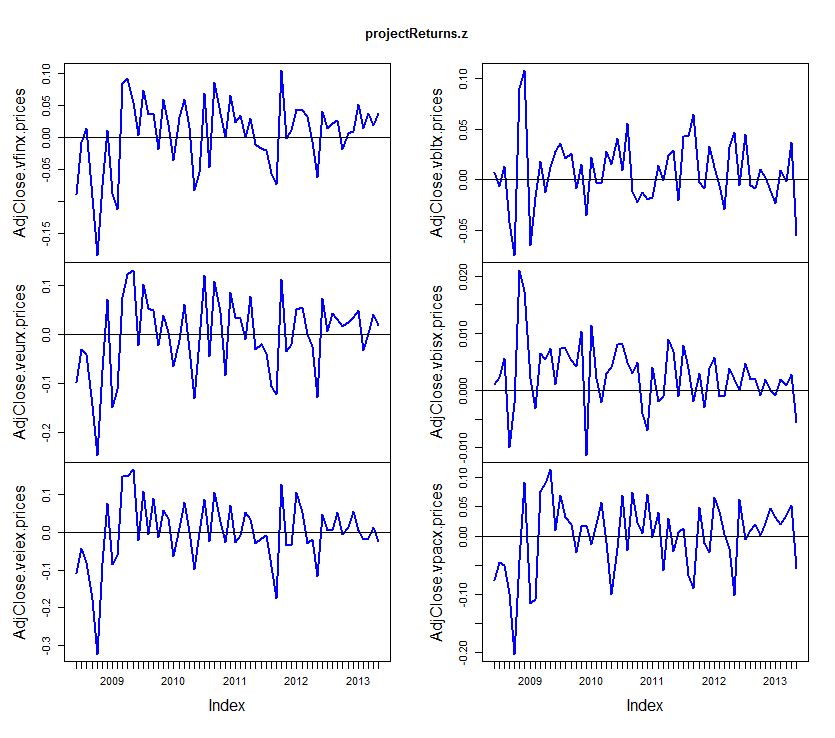 projectReturns.z
AdjClose.vfinx.prices
0.10
0.05
0.00
-0.05
-0.15
AdjClose.veurx.prices
0.1
0.0
-0.1
-0.2
AdjClose.veiex.prices
0.1
0.0
-0.1
-0.2
-0.3
2009 2010 2011 2012 2013
Index
AdjClose.vbltx.prices
0.10
0.05
0.00
-0.05
AdjClose.vbisx.prices
0.020
0.010
0.000
-0.010
AdjClose.vpacx.prices
0.10
0.05
0.00
-0.10
-0.20
2009 2010 2011 2012 2013
Index